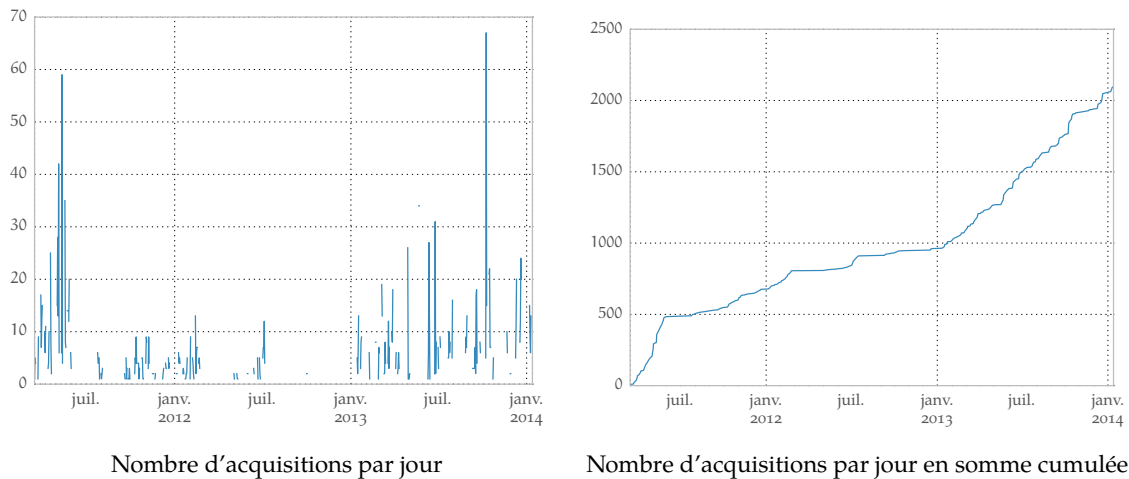 70
60
50
40
30
20
10
0
juil.
janv.
2012
juil.
janv.
2013
juil.
janv.
2014
Nombre d'acquisitions par jour
2500
2000
1500
1000
500
0
juil.
janv.
2012
juil.
janv.
2013
juil.
janv.
2014
Nombre d'acquisitions par jour en somme cumulée